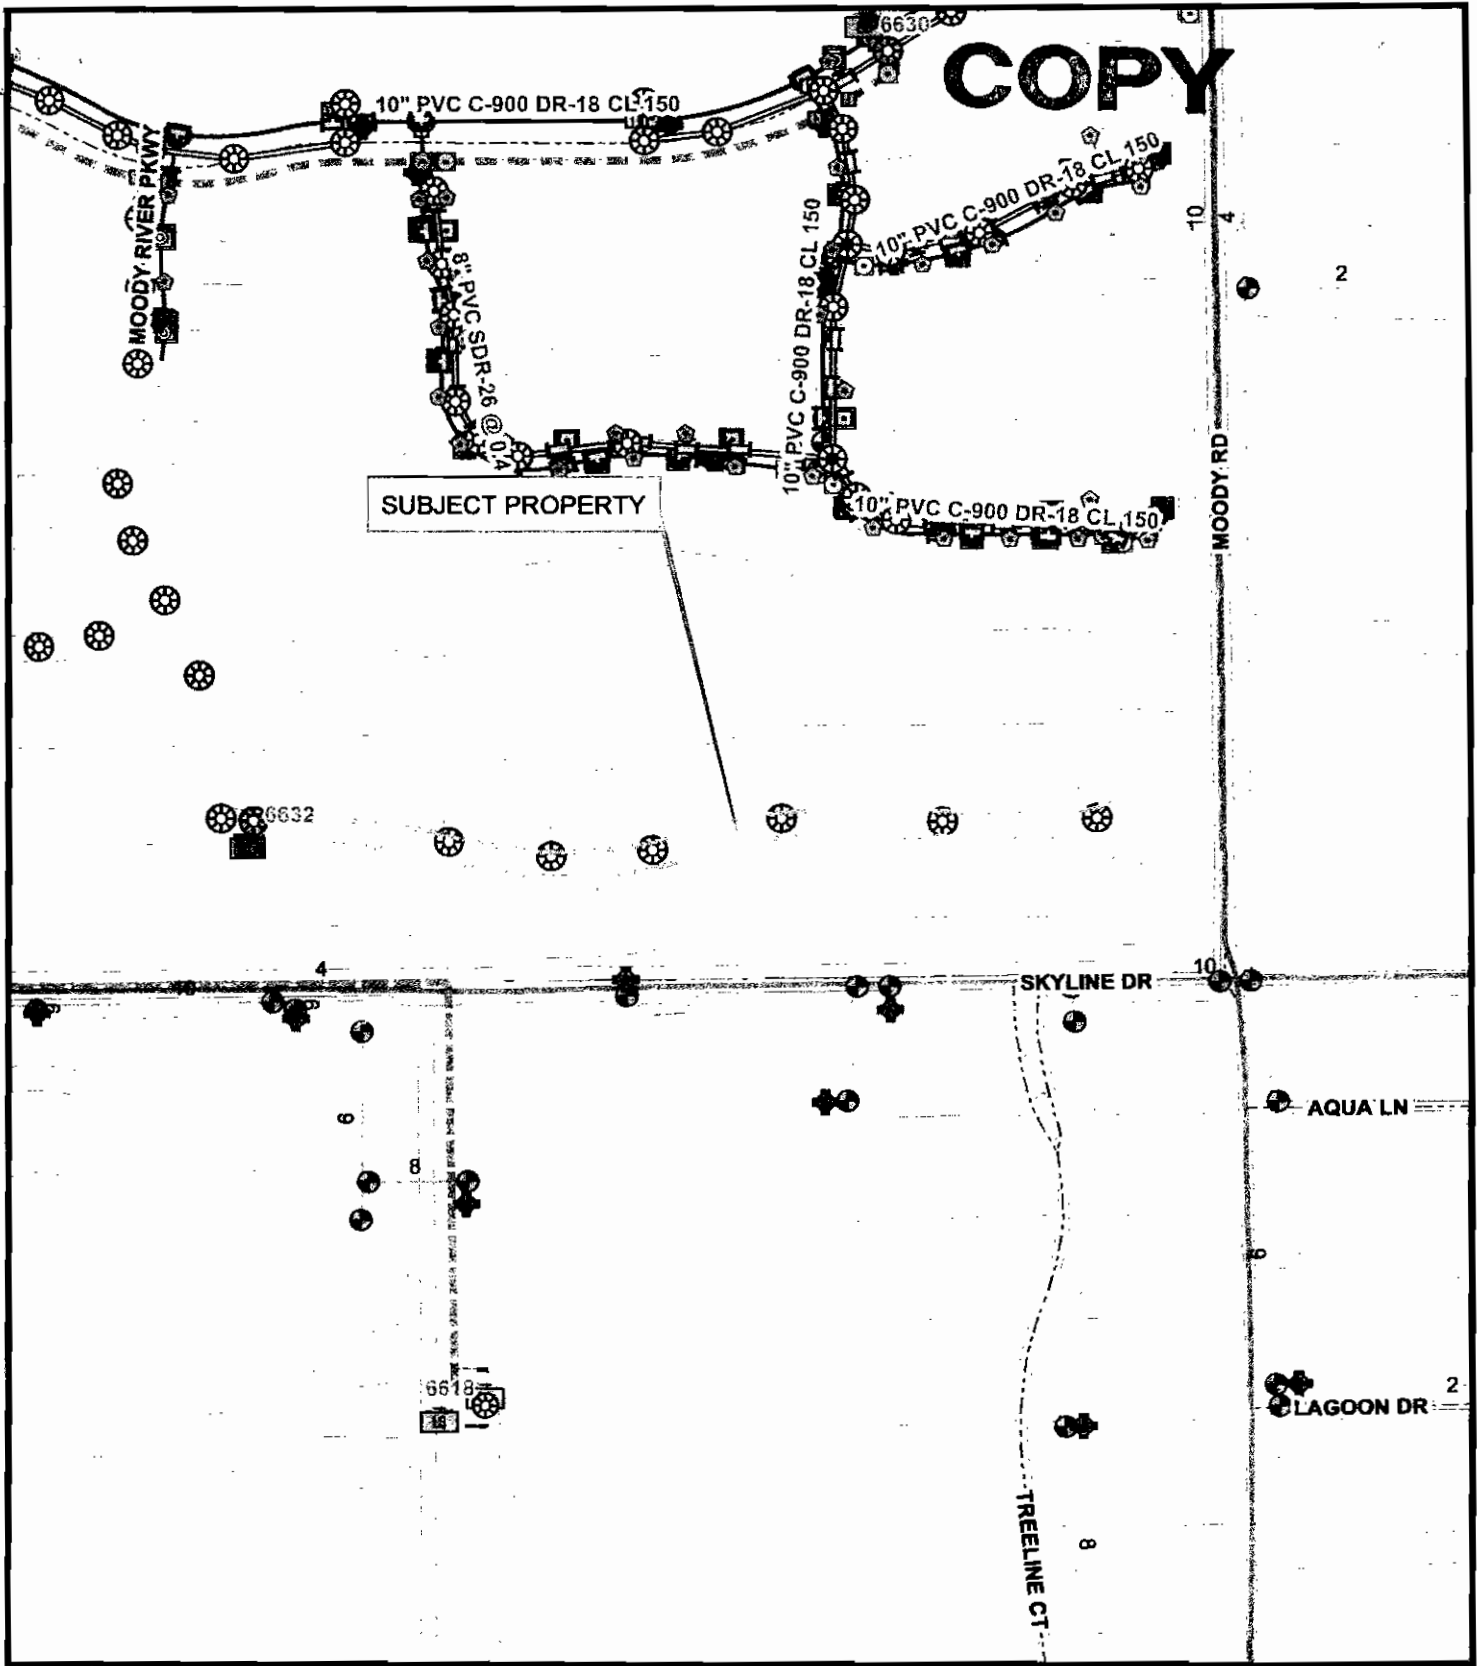 6630
COPY
10" PVC C-900 DR-18 CL 150
MOODY RIVER PKWY
10" PVC C-900 DR-18 CL 150
10
4
2
8" PVC SDR-26 @ 0.4
10" PVC C-900 DR-18 CL 150
SUBJECT PROPERTY
10" PVC C-900 DR-18 CL 150
MOODY RD
6632
4
10
SKYLINE DR
10
6
8
AQUA LN
6
6618
LS
2
LAGOON DR
TREELINE CT
8